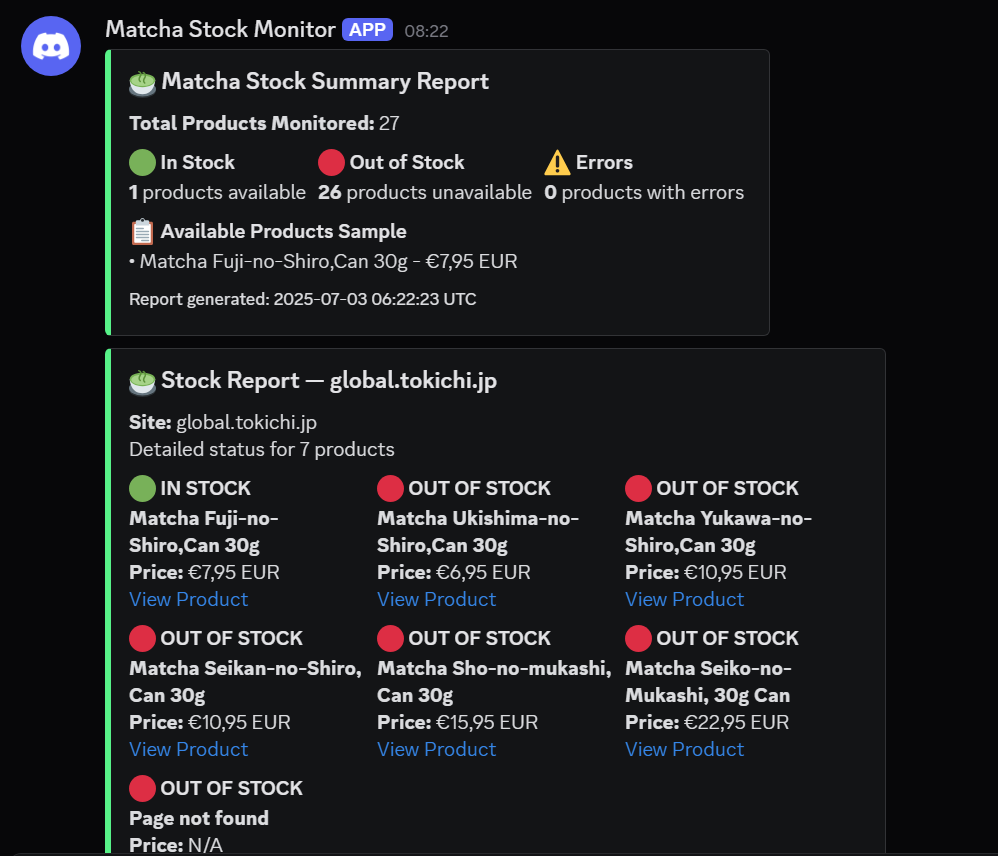 Matcha Stock Monitor APP 08:22
Matcha Stock Summary Report
Total Products Monitored: 27
In Stock Out of Stock Errors
1 products available 26 products unavailable 0 products with errors
Available Products Sample
• Matcha Fuji-no-Shiro,Can 30g - €7,95 EUR
Report generated: 2025-07-03 06:22:23 UTC
Stock Report — global.tokichi.jp
Site: global.tokichi.jp
Detailed status for 7 products
IN STOCK
Matcha Fuji-no-
Shiro,Can 30g
Price: €7,95 EUR
View Product
OUT OF STOCK
Matcha Ukishima-no-
Shiro,Can 30g
Price: €6,95 EUR
View Product
OUT OF STOCK
Matcha Yukawa-no-
Shiro,Can 30g
Price: €10,95 EUR
View Product
OUT OF STOCK
Matcha Seikan-no-Shiro,
Can 30g
Price: €10,95 EUR
View Product
OUT OF STOCK
Matcha Sho-no-mukashi,
Can 30g
Price: €15,95 EUR
View Product
OUT OF STOCK
Matcha Seiko-no-
Mukashi, 30g Can
Price: €22,95 EUR
View Product
OUT OF STOCK
Page not found
Price: N/A